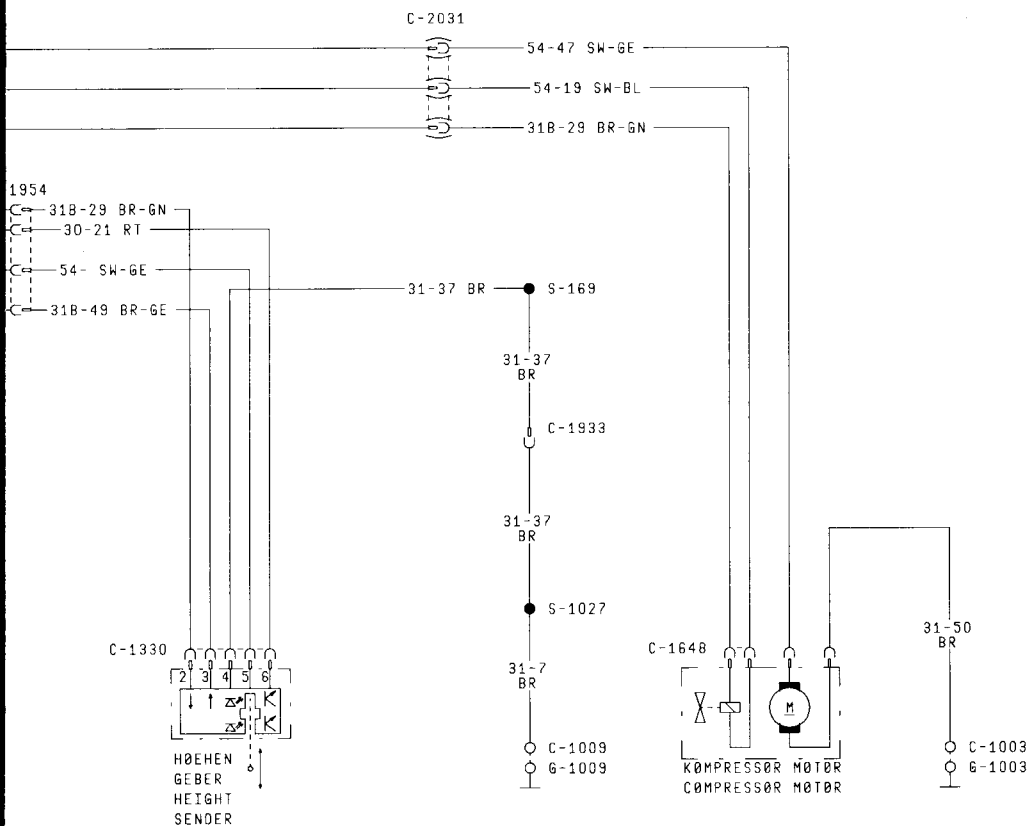 C-2031
54-47 SW-GE
54-19 SW-BL
31B-29 BR-GN
1954
31B-29 BR-GN
30-21 RT
54- SW-GE
31B-49 BR-GE
31-37 BR
S-169
31-37
BR
C-1933
31-37
BR
S-1027
31-7
BR
C-1009
G-1009
C-1330
2 3 4 5 6
HØEHEN
GEBER
HEIGHT
SENDER
C-1648
M
KØMPRESSØR MØTØR
CØMPRESSØR MØTØR
31-50
BR
C-1003
G-1003